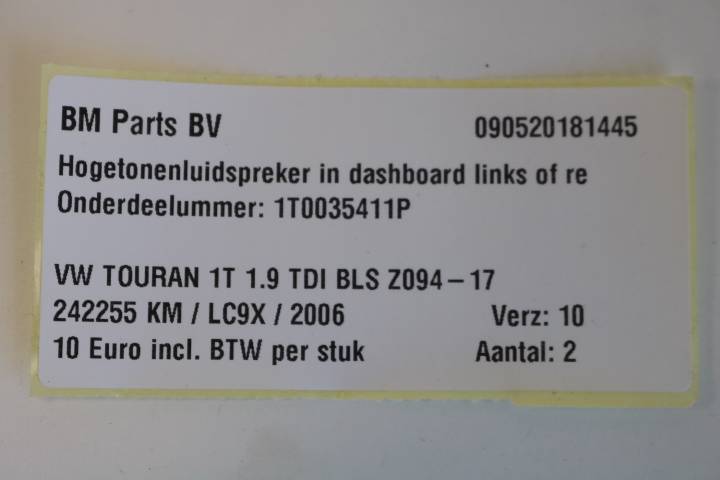 BM Parts BV 090520181445
Hogetonenluidspreker in dashboard links of re
Onderdeelummer: 1T0035411P
VW TOURAN 1T 1.9 TDI BLS Z094-17
242255 KM / LC9X / 2006 Verz: 10
10 Euro incl. BTW per stuk Aantal: 2